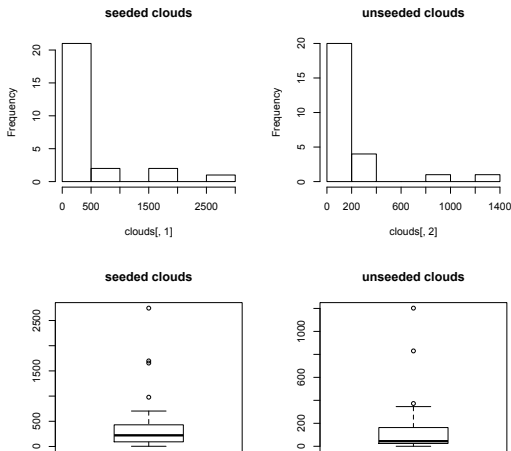 seeded clouds
20
15
10
5
0
Frequency
0 500 1500 2500
clouds[, 1]
unseeded clouds
20
15
10
5
0
Frequency
0 200 600 1000 1400
clouds[, 2]
seeded clouds
2500
1500
500
0
unseeded clouds
1000
600
200
0